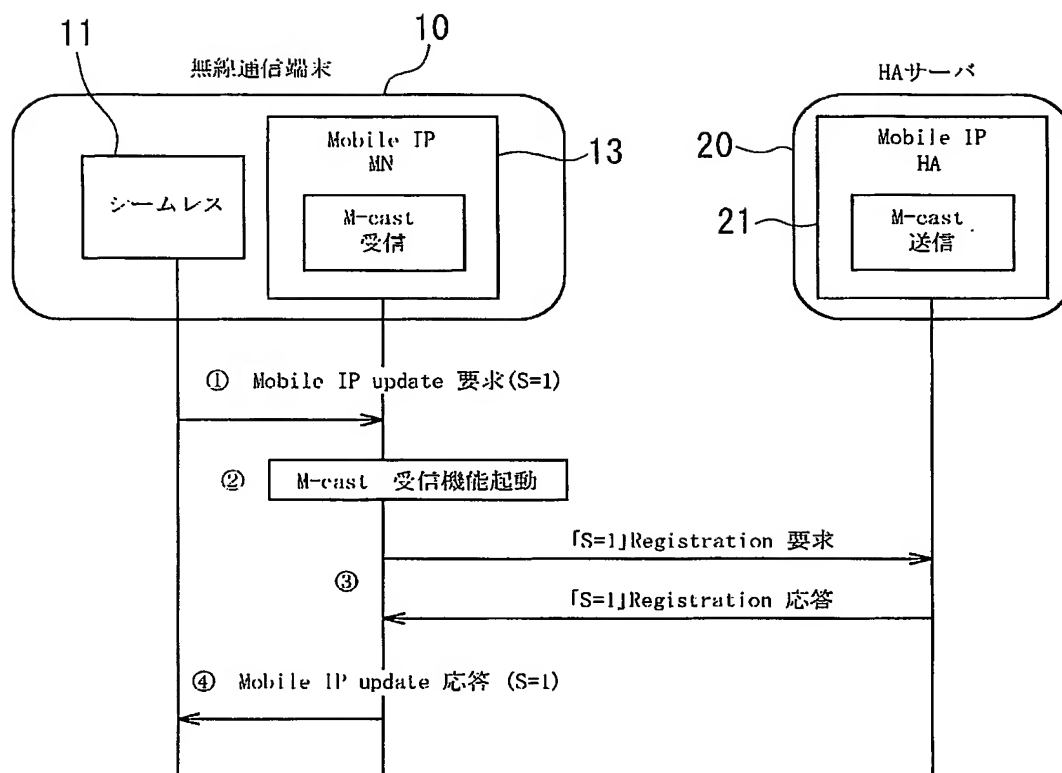 11
10
無線通信端末
HAサーバ
シームレス
Mobile IP
MN
M-cast
受信
13
20
21
Mobile IP
HA
M-cast
送信
① Mobile IP update 要求(S=1)
② M-cast 受信機能起動
「S=1」Registration 要求
③
「S=1」Registration 応答
④ Mobile IP update 応答 (S=1)